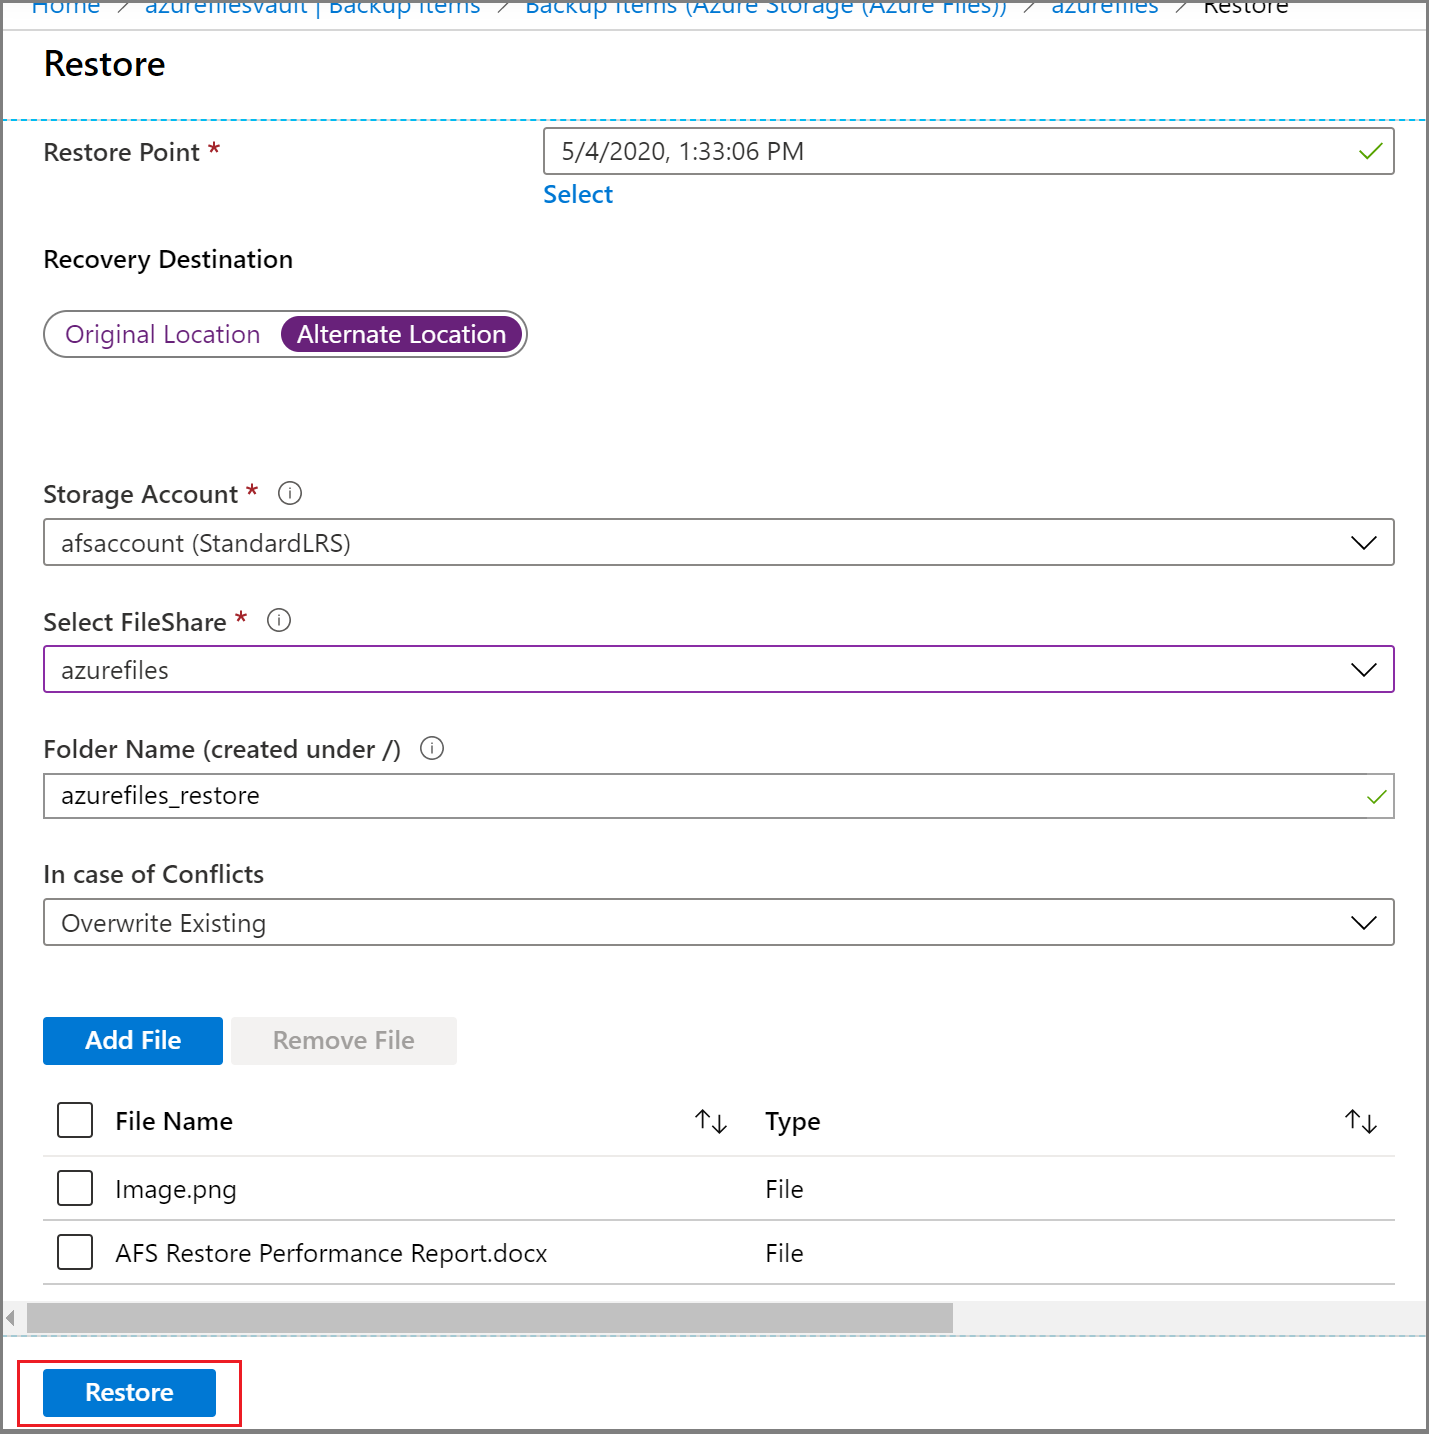 Home / azurefilesvault | Backup Items / Backup Items (Azure Storage (Azure Files)) / azurefiles / Restore
Restore
Restore Point *
5/4/2020, 1:33:06 PM
Select
Recovery Destination
Original Location Alternate Location
Storage Account *
afsaccount (StandardLRS)
Select FileShare *
azurefiles
Folder Name (created under /)
azurefiles_restore
In case of Conflicts
Overwrite Existing
Add File Remove File
File Name Type
Image.png File
AFS Restore Performance Report.docx File
Restore